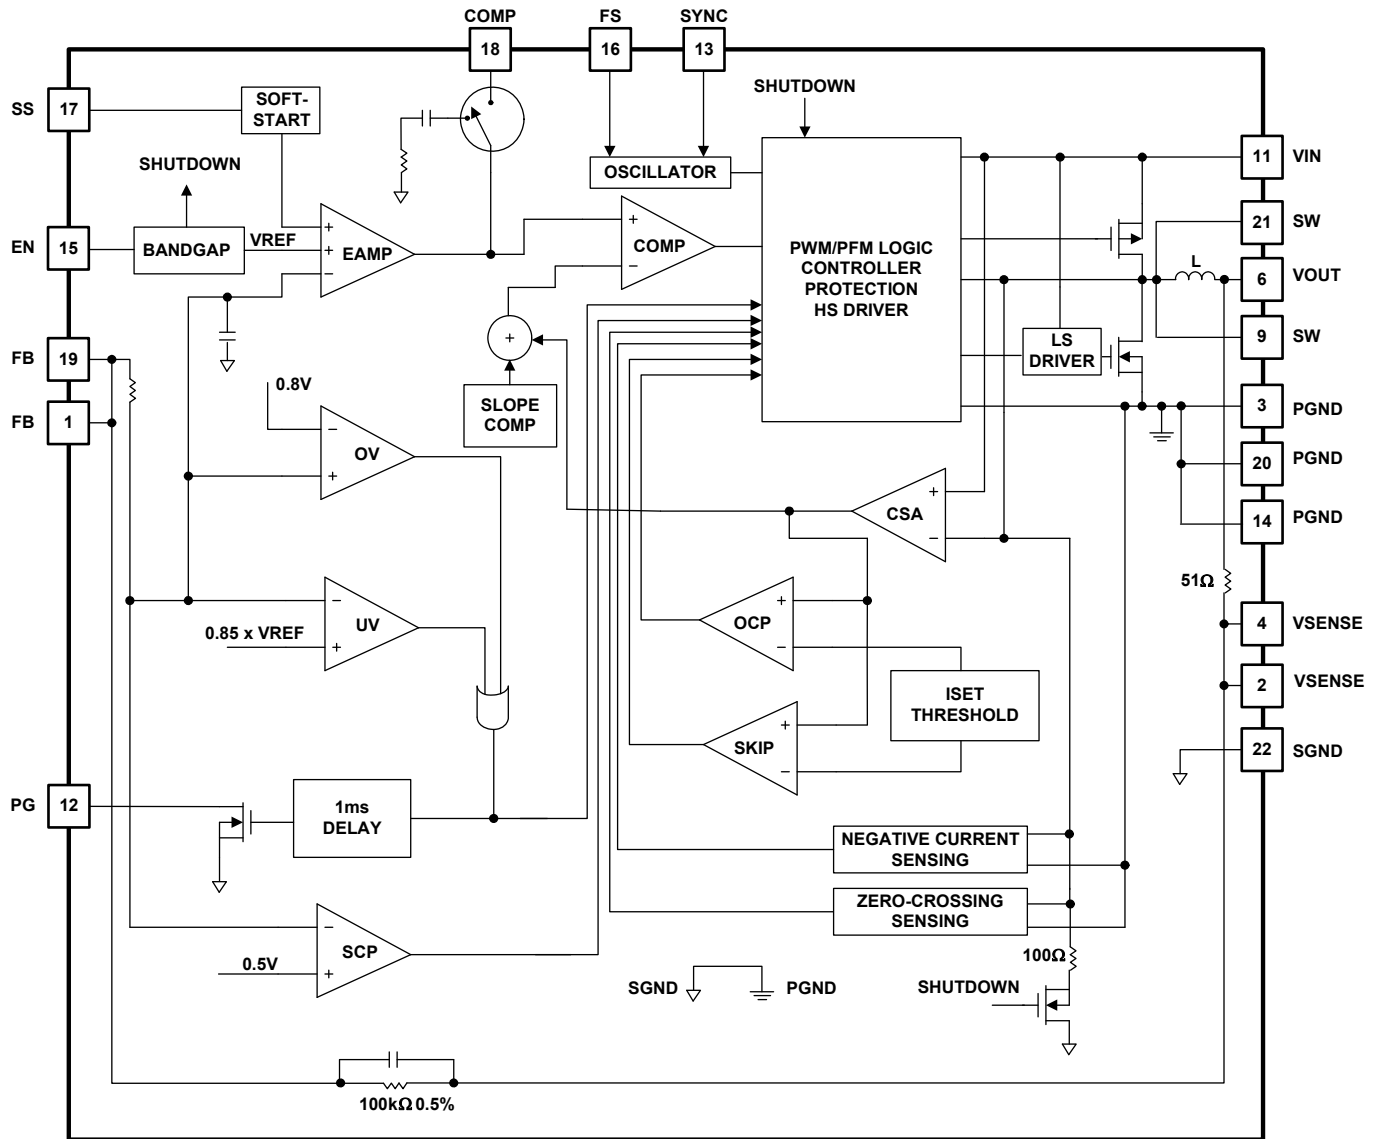 COMP
FS
SYNC
18
16
13
SS
17
SOFT-
START
SHUTDOWN
SHUTDOWN
OSCILLATOR
11
VIN
EN
15
BANDGAP
VREF
+
+
−
EAMP
+
−
COMP
PWM/PFM LOGIC
CONTROLLER
PROTECTION
HS DRIVER
21
SW
L
6
VOUT
LS
DRIVER
9
SW
FB
19
+
SLOPE
COMP
0.8V
FB
1
−
+
OV
3
PGND
20
PGND
14
PGND
+
−
CSA
51Ω
−
+
UV
0.85 x VREF
+
−
OCP
4
VSENSE
2
VSENSE
ISET
THRESHOLD
+
−
SKIP
22
SGND
PG
12
1ms
DELAY
NEGATIVE CURRENT
SENSING
ZERO-CROSSING
SENSING
−
+
SCP
0.5V
100Ω
SGND
PGND
SHUTDOWN
100kΩ 0.5%